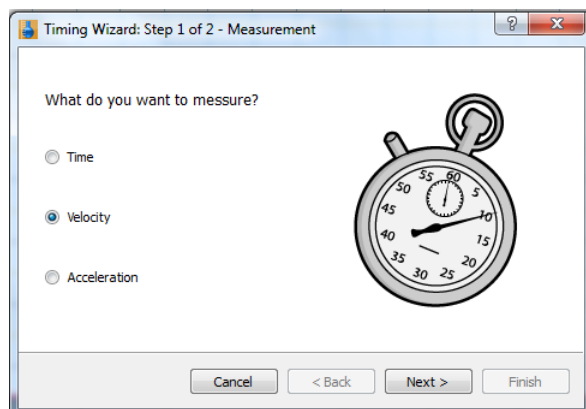 Timing Wizard: Step 1 of 2 - Measurement
? X
What do you want to messure?
Time
Velocity
Acceleration
60
5
10
15
20
25
30
35
40
45
50
55
Cancel
< Back
Next >
Finish